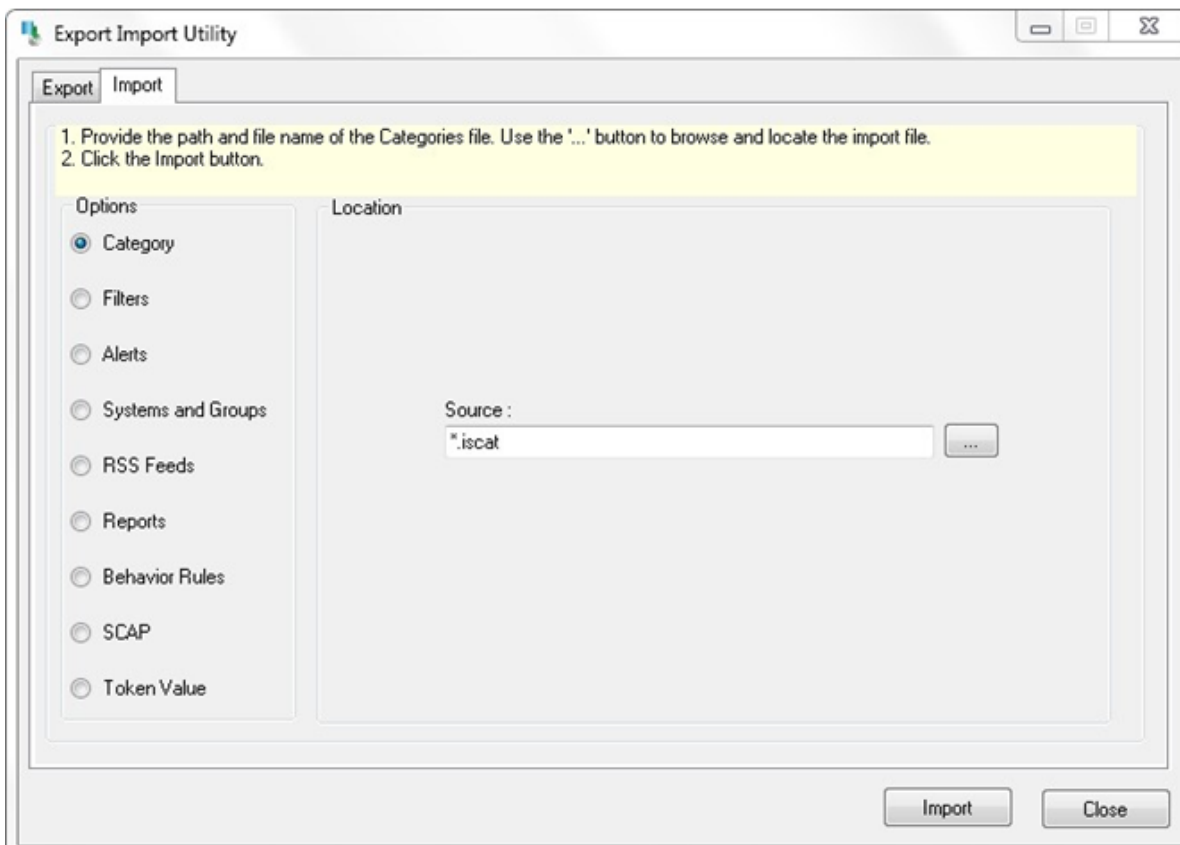 Export Import Utility
Export
Import
1. Provide the path and file name of the Categories file. Use the '...' button to browse and locate the import file.
2. Click the Import button.
Options
Location
Category
Filters
Alerts
Systems and Groups
Source :
*.iscat
...
RSS Feeds
Reports
Behavior Rules
SCAP
Token Value
Import
Close